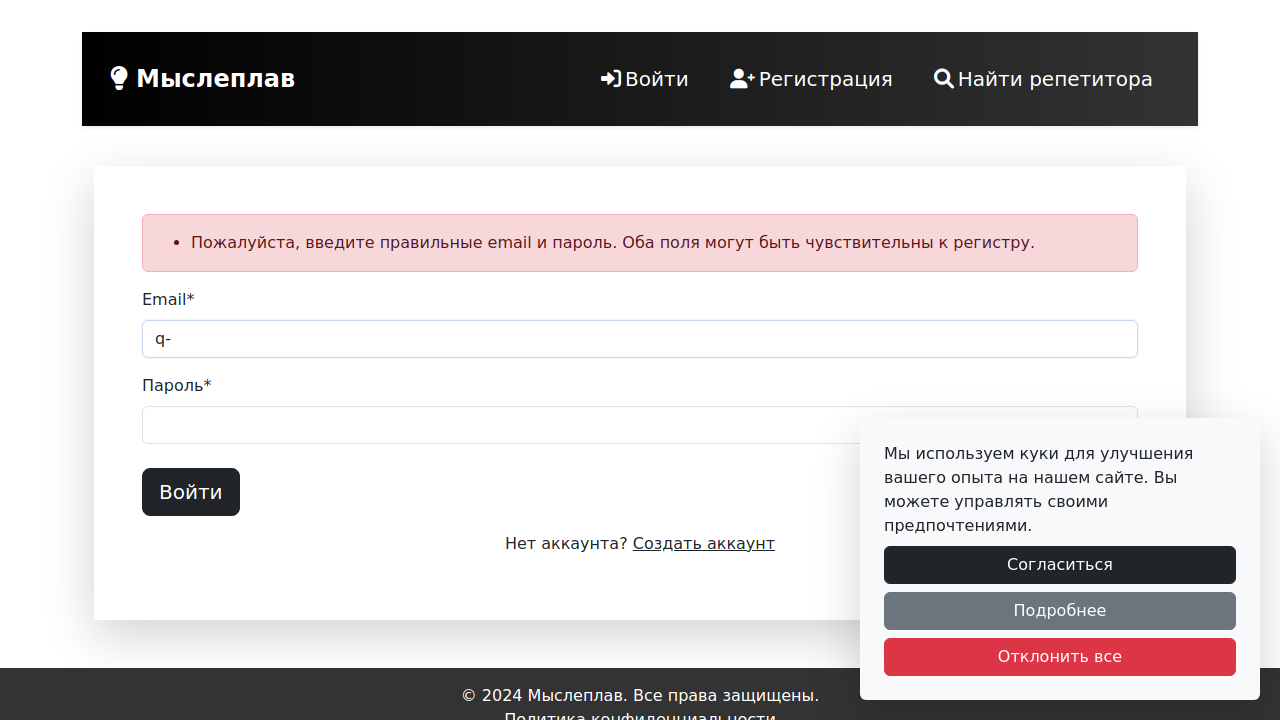 Мыслеплав
Войти
Регистрация
Найти репетитора
Пожалуйста, введите правильные email и пароль. Оба поля могут быть чувствительны к регистру.
Email*
q-
Пароль*
Войти
Нет аккаунта? Создать аккаунт
Мы используем куки для улучшения
вашего опыта на нашем сайте. Вы
можете управлять своими
предпочтениями.
Согласиться
Подробнее
Отклонить все
© 2024 Мыслеплав. Все права защищены.
Политика конфиденциальности